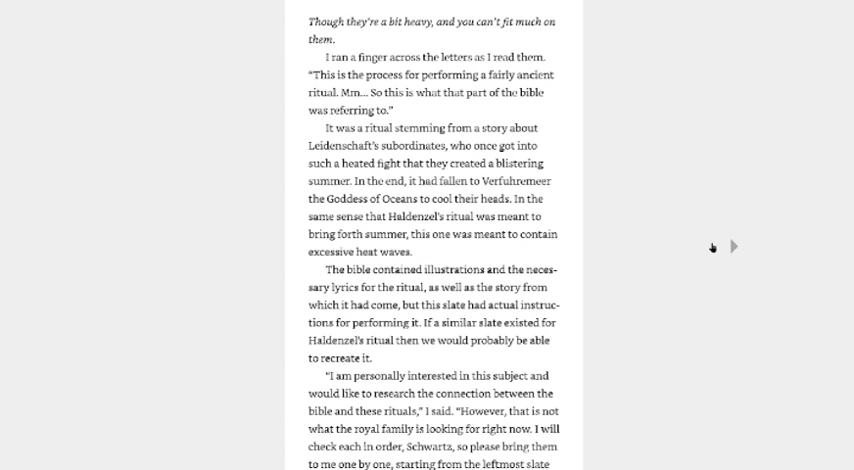 Though they're a bit heavy, and you can't fit much on
them.
I ran a finger across the letters as I read them.
“This is the process for performing a fairly ancient
ritual. Mm... So this is what that part of the bible
was referring to.”
It was a ritual stemming from a story about
Leidenschaft's subordinates, who once got into
such a heated fight that they created a blistering
summer. In the end, it had fallen to Verfuhremeer
the Goddess of Oceans to cool their heads. In the
same sense that Haldenzel's ritual was meant to
bring forth summer, this one was meant to contain
excessive heat waves.
The bible contained illustrations and the neces-
sary lyrics for the ritual, as well as the story from
which it had come, but this slate had actual instruc-
tions for performing it. If a similar slate existed for
Haldenzel's ritual then we would probably be able
to recreate it.
“I am personally interested in this subject and
would like to research the connection between the
bible and these rituals,” I said. “However, that is not
what the royal family is looking for right now. I will
check each in order, Schwartz, so please bring them
to me one by one, starting from the leftmost slate